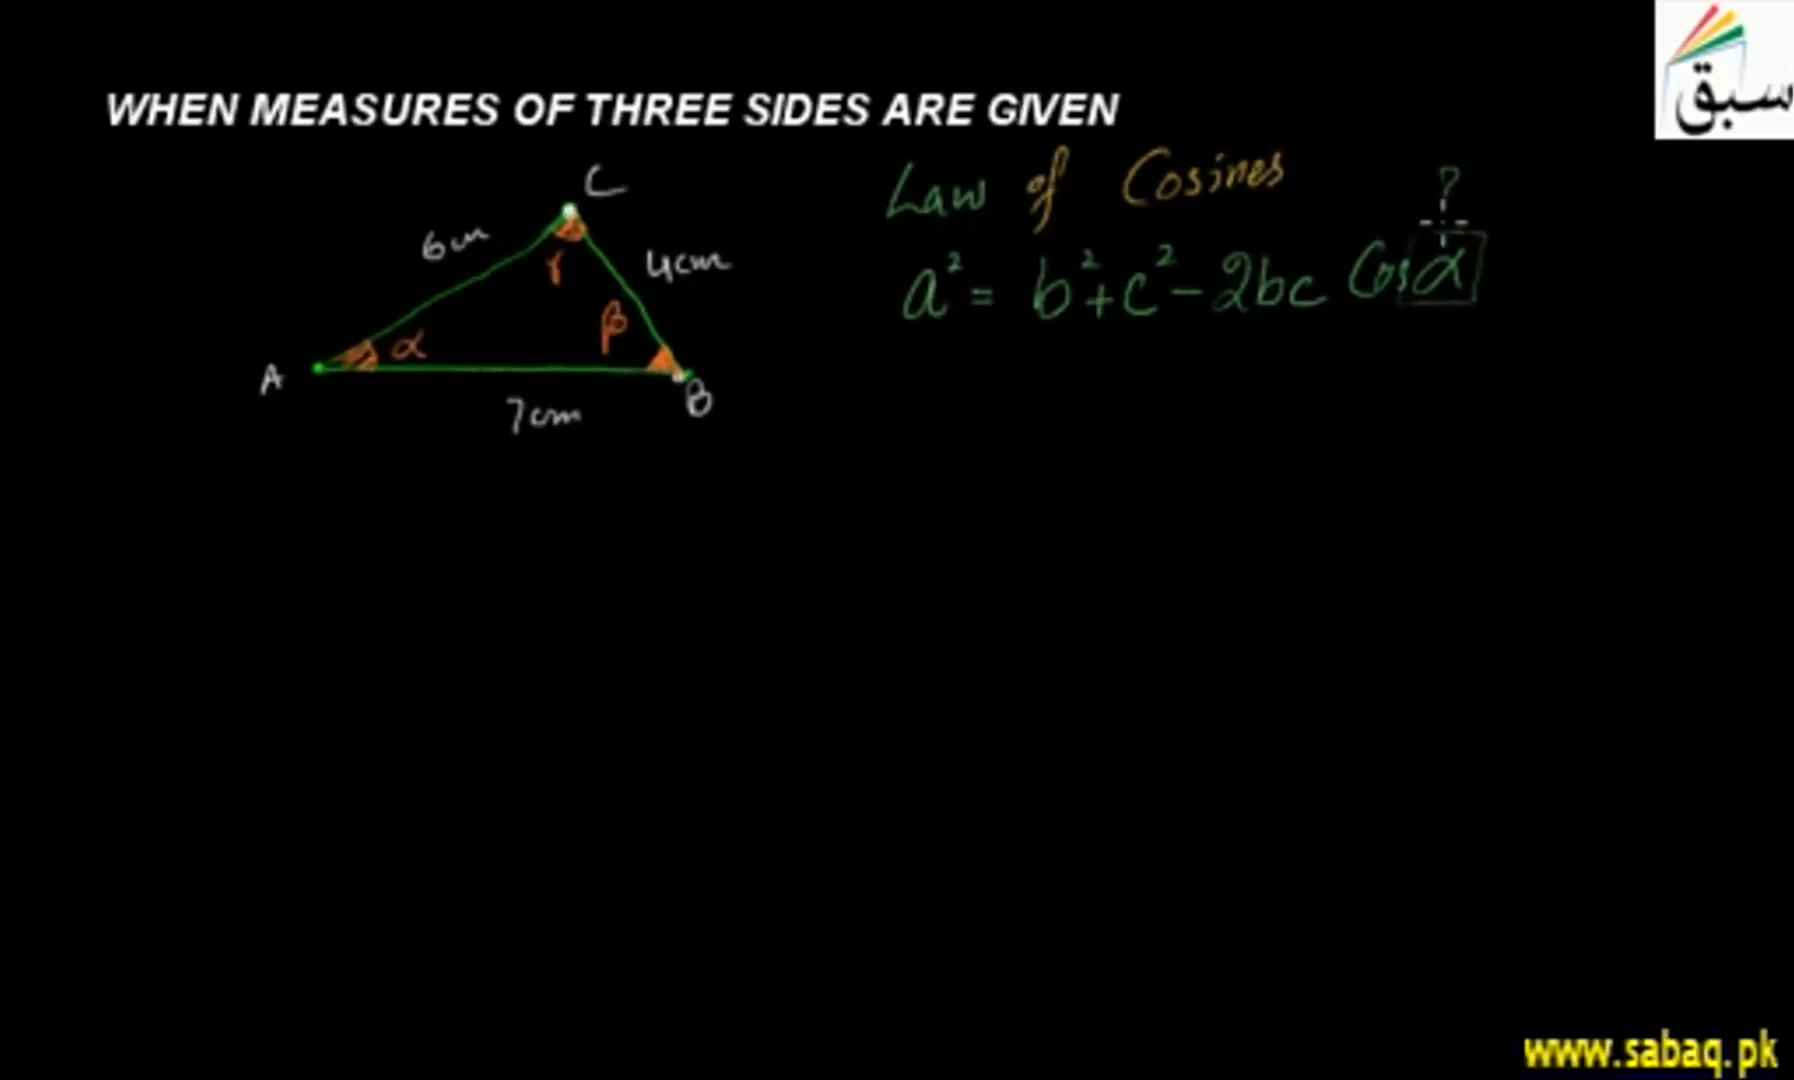 سبق
WHEN MEASURES OF THREE SIDES ARE GIVEN
Law of Cosines
?
a² = b² + c² - 2bc Cos α
C
6cm
4cm
γ
β
α
A
B
7cm
www.sabaq.pk